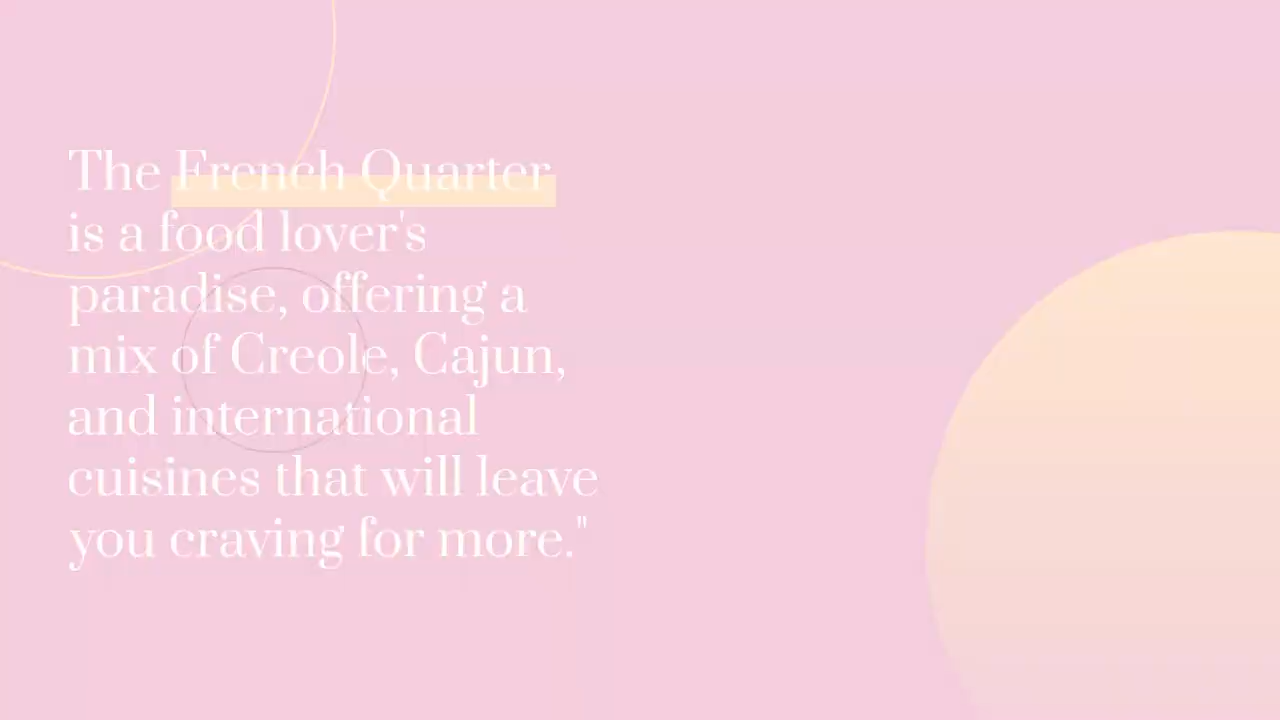 The French Quarter
is a food lover's
paradise, offering a
mix of Creole, Cajun,
and international
cuisines that will leave
you craving for more."